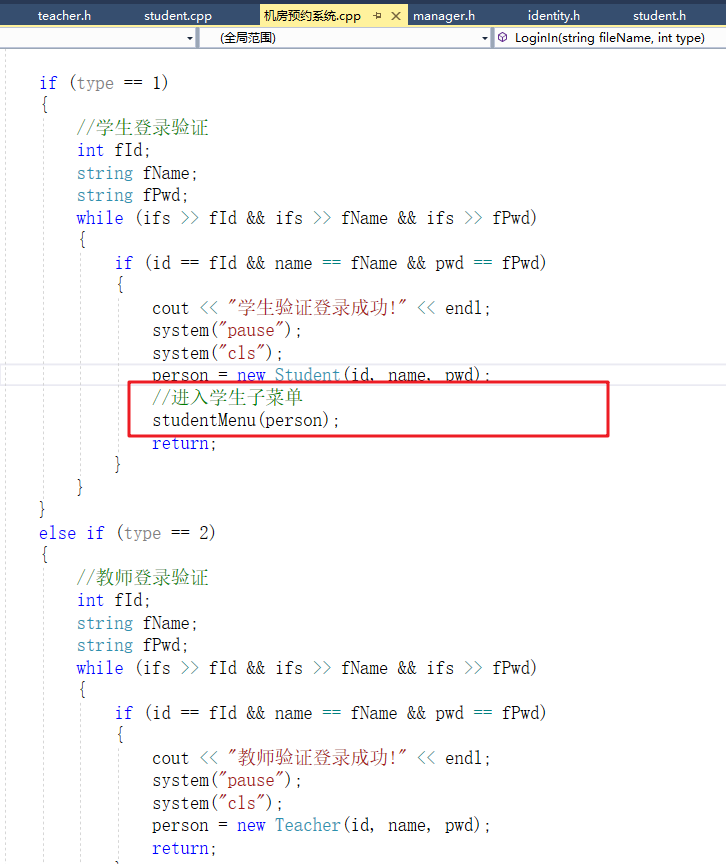 teacher.h student.cpp 机房预约系统.cpp manager.h identity.h student.h
(全局范围) LoginIn(string fileName, int type)
if (type == 1)
{
//学生登录验证
int fId;
string fName;
string fPwd;
while (ifs >> fId && ifs >> fName && ifs >> fPwd)
{
if (id == fId && name == fName && pwd == fPwd)
{
cout << "学生验证登录成功!" << endl;
system("pause");
system("cls");
person = new Student(id, name, pwd);
//进入学生子菜单
studentMenu(person);
return;
}
}
}
else if (type == 2)
{
//教师登录验证
int fId;
string fName;
string fPwd;
while (ifs >> fId && ifs >> fName && ifs >> fPwd)
{
if (id == fId && name == fName && pwd == fPwd)
{
cout << "教师验证登录成功!" << endl;
system("pause");
system("cls");
person = new Teacher(id, name, pwd);
return;